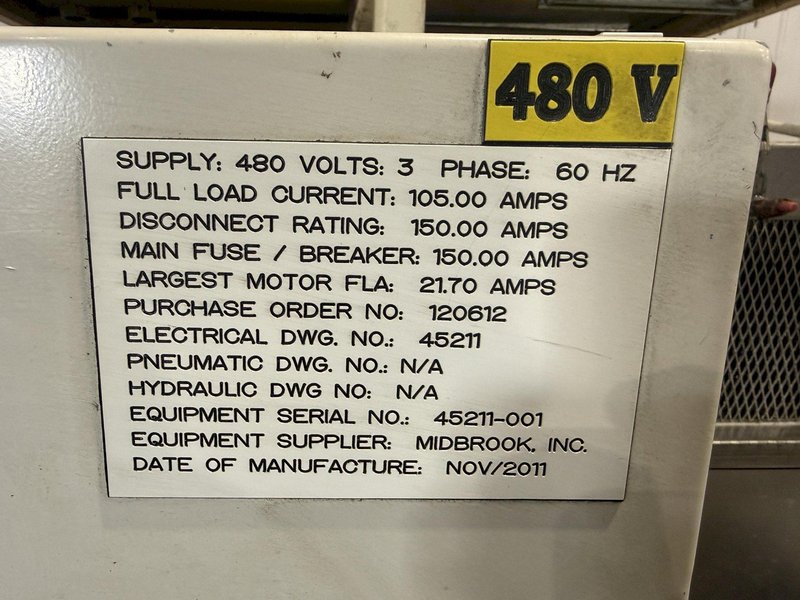 480 V
SUPPLY: 480 VOLTS: 3 PHASE: 60 HZ
FULL LOAD CURRENT: 105.00 AMPS
DISCONNECT RATING: 150.00 AMPS
MAIN FUSE / BREAKER: 150.00 AMPS
LARGEST MOTOR FLA: 21.70 AMPS
PURCHASE ORDER NO: 120612
ELECTRICAL DWG. NO.: 45211
PNEUMATIC DWG. NO.: N/A
HYDRAULIC DWG NO: N/A
EQUIPMENT SERIAL NO.: 45211-001
EQUIPMENT SUPPLIER: MIDBROOK, INC.
DATE OF MANUFACTURE: NOV/2011